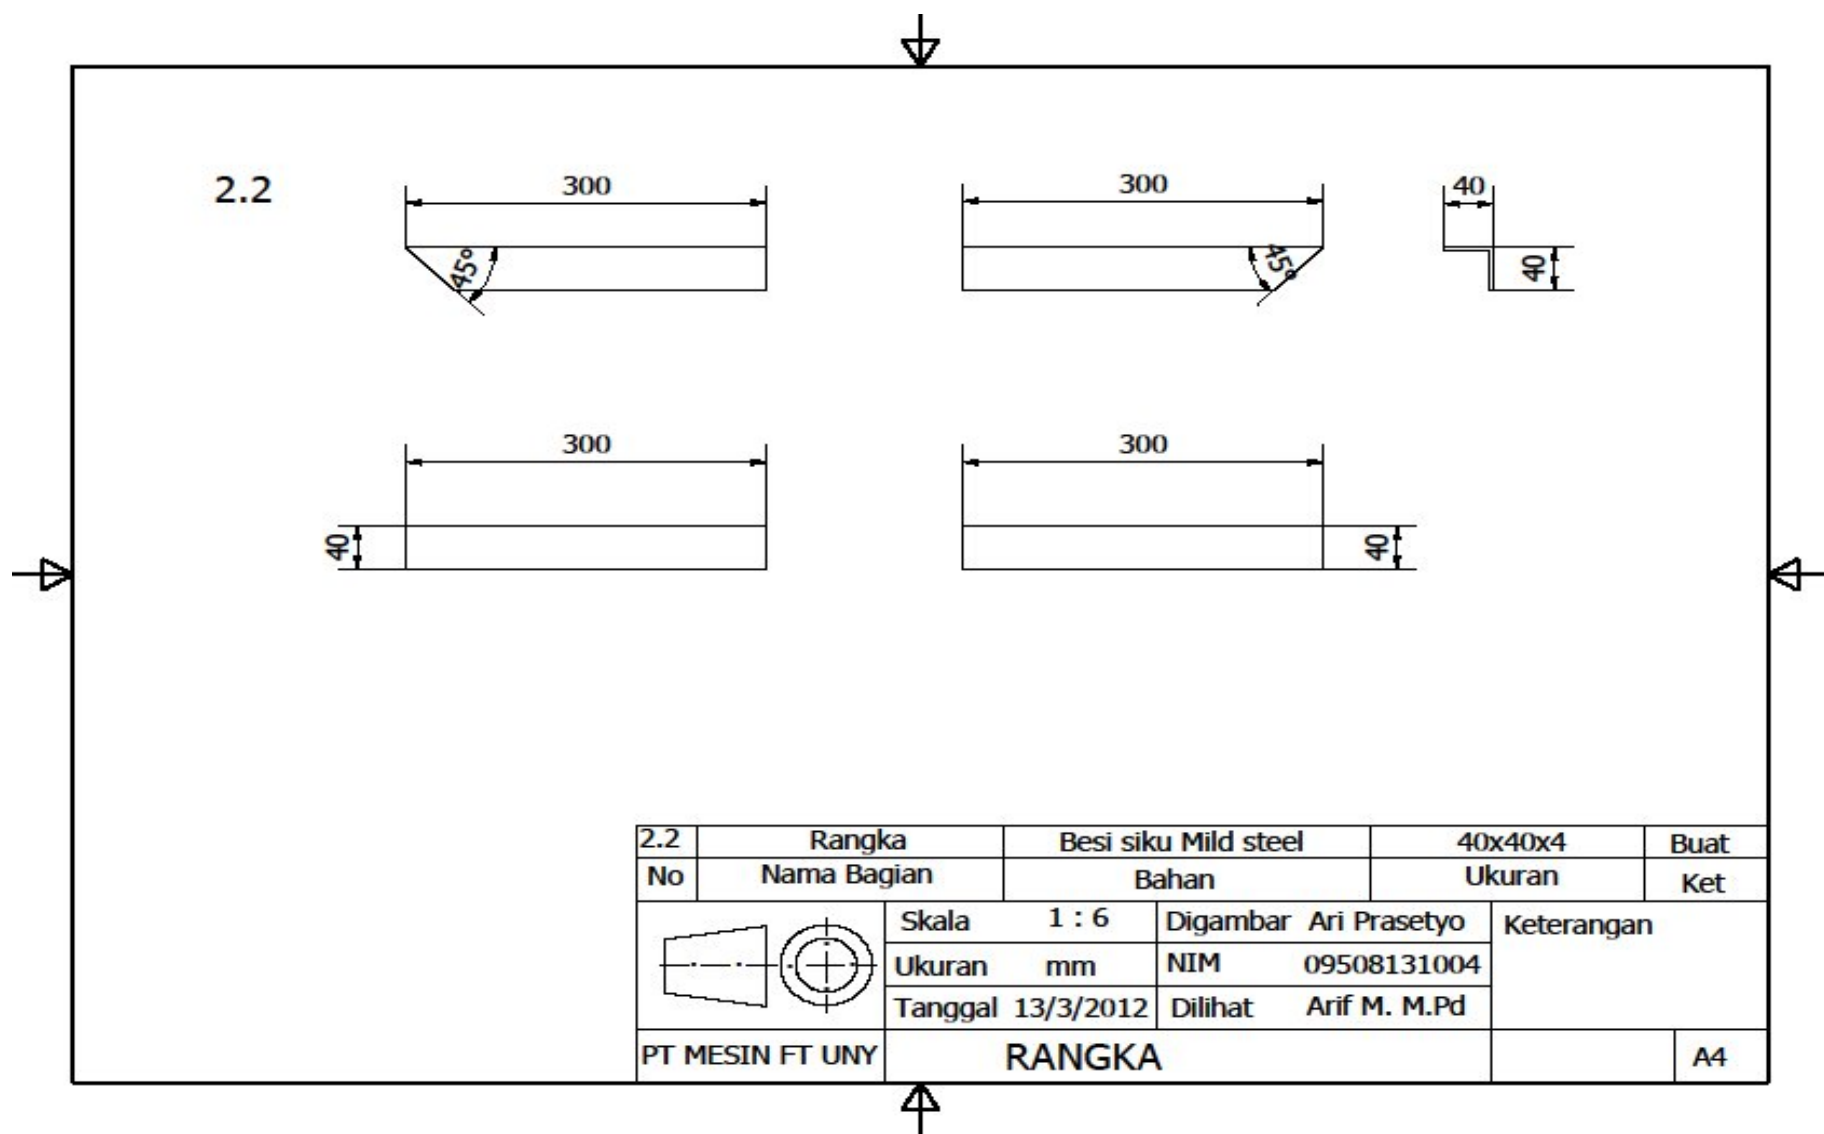 2.2
300
300
40
45°
45°
40
300
300
40
40
2.2 Rangka Besi siku Mild steel 40x40x4 Buat
No Nama Bagian Bahan Ukuran Ket
Skala 1 : 6 Digambar Ari Prasetyo Keterangan
Ukuran mm NIM 09508131004
Tanggal 13/3/2012 Dilihat Arif M. M.Pd
PT MESIN FT UNY RANGKA A4